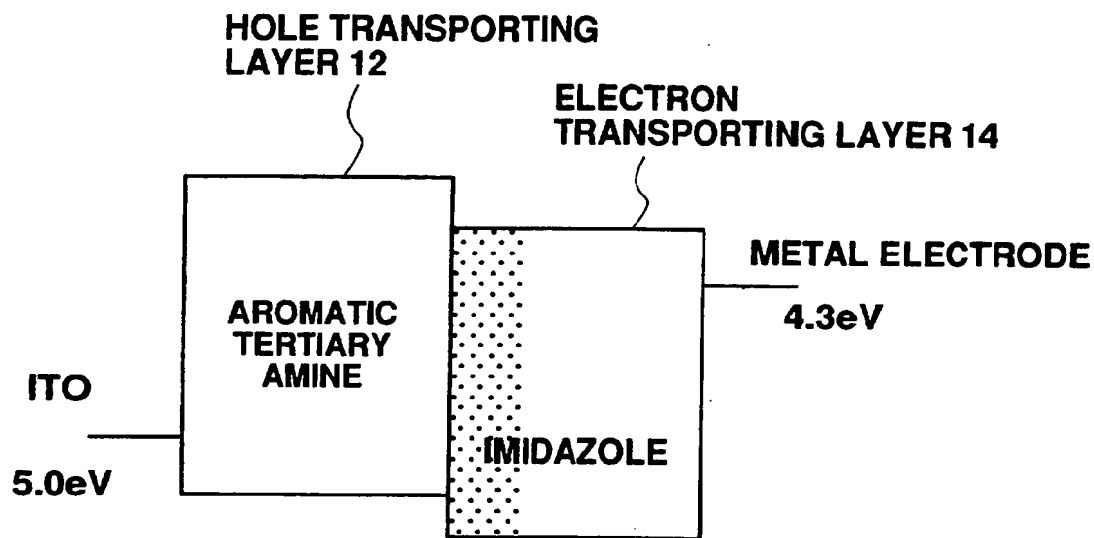 HOLE TRANSPORTING
LAYER 12
ELECTRON
TRANSPORTING LAYER 14
METAL ELECTRODE
4.3eV
AROMATIC
TERTIARY
AMINE
ITO
5.0eV
IMIDAZOLE